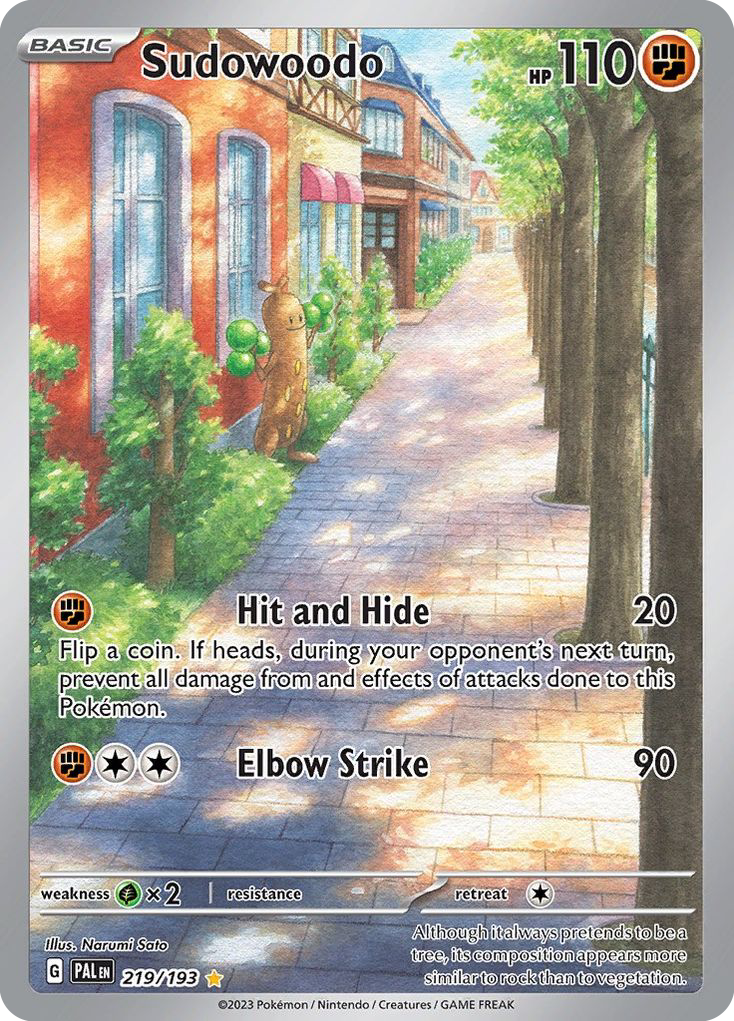 BASIC
Sudowoodo
HP 110
Hit and Hide 20
Flip a coin. If heads, during your opponent's next turn,
prevent all damage from and effects of attacks done to this
Pokémon.
Elbow Strike 90
weakness ×2 resistance retreat
Although it always pretends to be a
tree, its composition appears more
similar to rock than to vegetation.
Illus. Narumi Sato
G PAL EN 219/193
©2023 Pokémon / Nintendo / Creatures / GAME FREAK